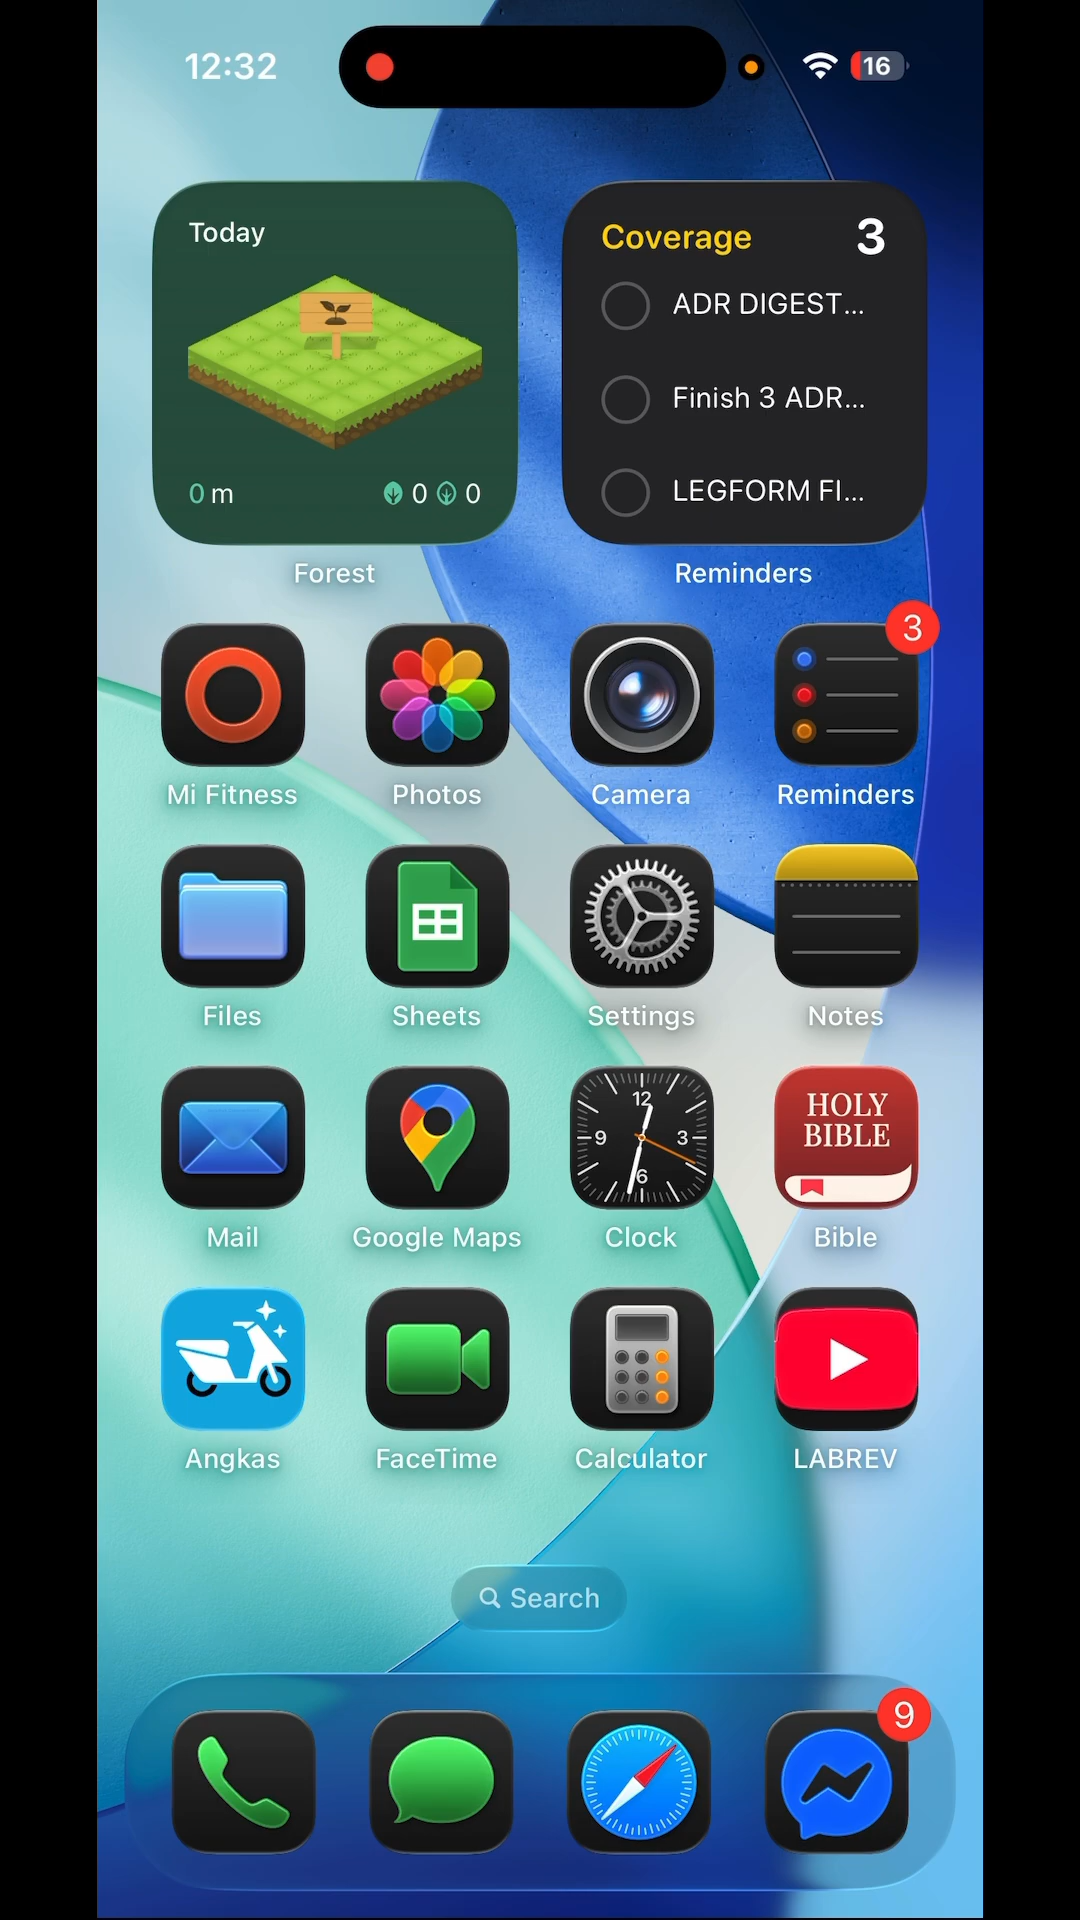 12:32
16
Today
0 m
0 0
Forest
Coverage 3
ADR DIGEST...
Finish 3 ADR...
LEGFORM FI...
Reminders
3
Mi Fitness
Photos
Camera
Reminders
Files
Sheets
Settings
Notes
12
3
6
9
HOLY
BIBLE
Mail
Google Maps
Clock
Bible
Angkas
FaceTime
Calculator
LABREV
Search
9